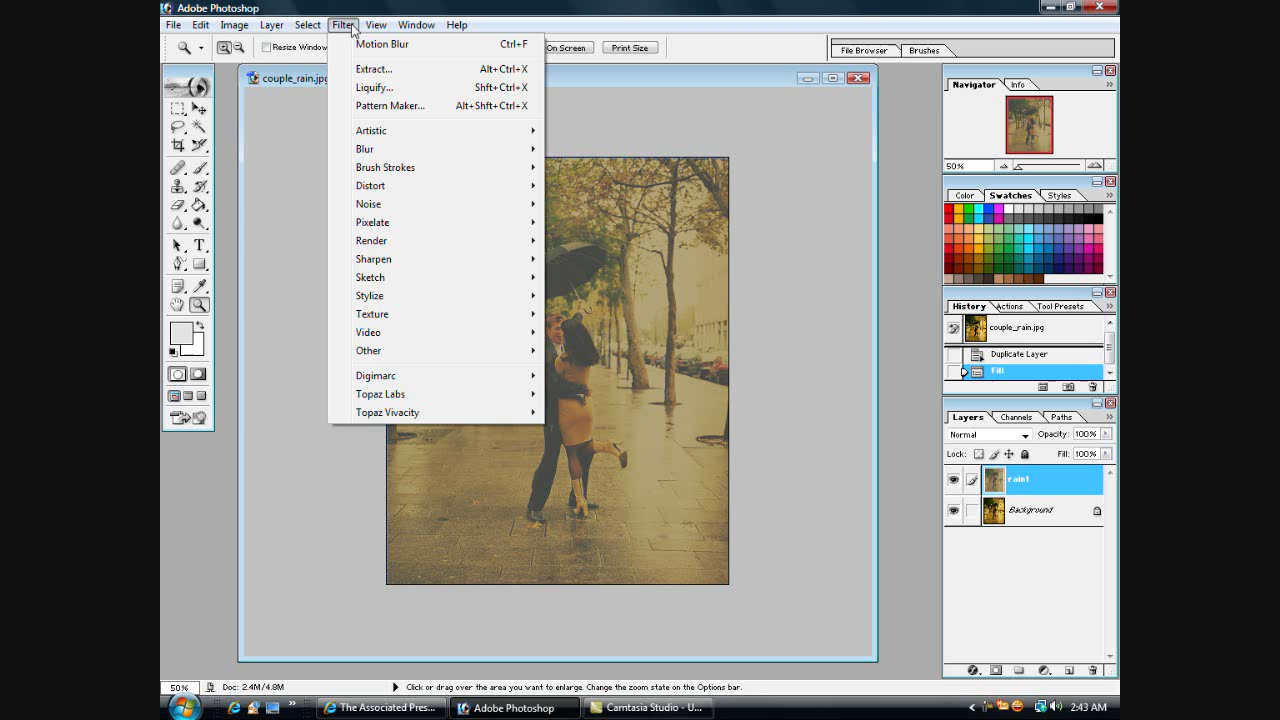 Adobe Photoshop
File Edit Image Layer Select Filter View Window Help
Resize Window
On Screen Print Size
File Browser Brushes
Motion Blur Ctrl+F
Extract... Alt+Ctrl+X
Liquify... Shft+Ctrl+X
Pattern Maker... Alt+Shft+Ctrl+X
Artistic
Blur
Brush Strokes
Distort
Noise
Pixelate
Render
Sharpen
Sketch
Stylize
Texture
Video
Other
Digimarc
Topaz Labs
Topaz Vivacity
couple_rain.jpg
Navigator Info
50%
Color Swatches Styles
History Actions Tool Presets
couple_rain.jpg
Duplicate Layer
Fill
Layers Channels Paths
Normal Opacity: 100%
Lock: Fill: 100%
rain1
Background
50% Doc: 2.4M/4.8M Click or drag over the area you want to enlarge. Change the zoom state on the Options bar.
The Associated Pres... Adobe Photoshop Camtasia Studio - U... 2:43 AM